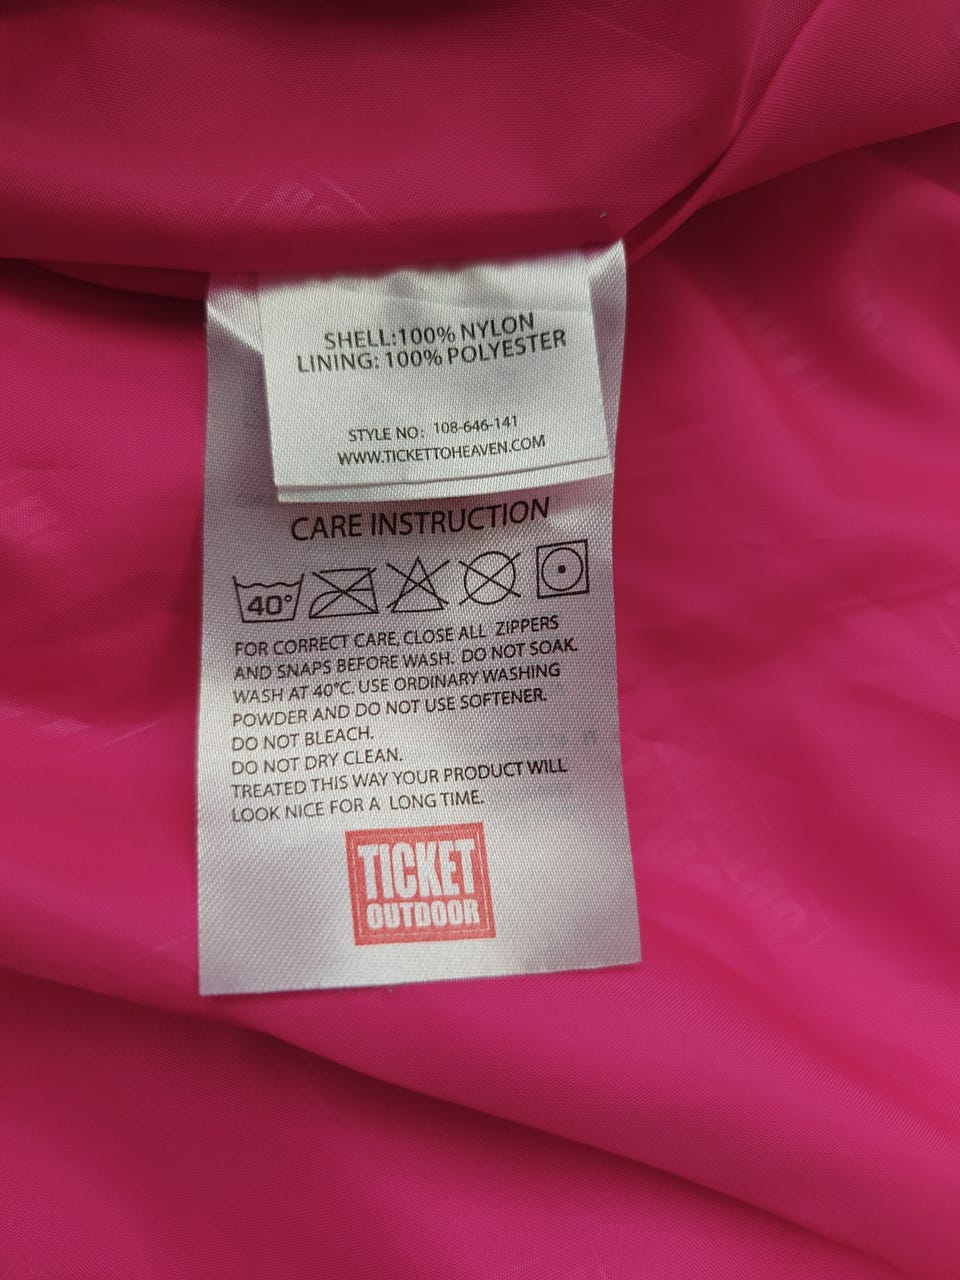 SHELL:100% NYLON
LINING: 100% POLYESTER
STYLE NO: 108-646-141
WWW.TICKETTOHEAVEN.COM
CARE INSTRUCTION
40°
FOR CORRECT CARE, CLOSE ALL ZIPPERS
AND SNAPS BEFORE WASH. DO NOT SOAK.
WASH AT 40°C. USE ORDINARY WASHING
POWDER AND DO NOT USE SOFTENER.
DO NOT BLEACH.
DO NOT DRY CLEAN.
TREATED THIS WAY YOUR PRODUCT WILL
LOOK NICE FOR A LONG TIME.
TICKET
OUTDOOR